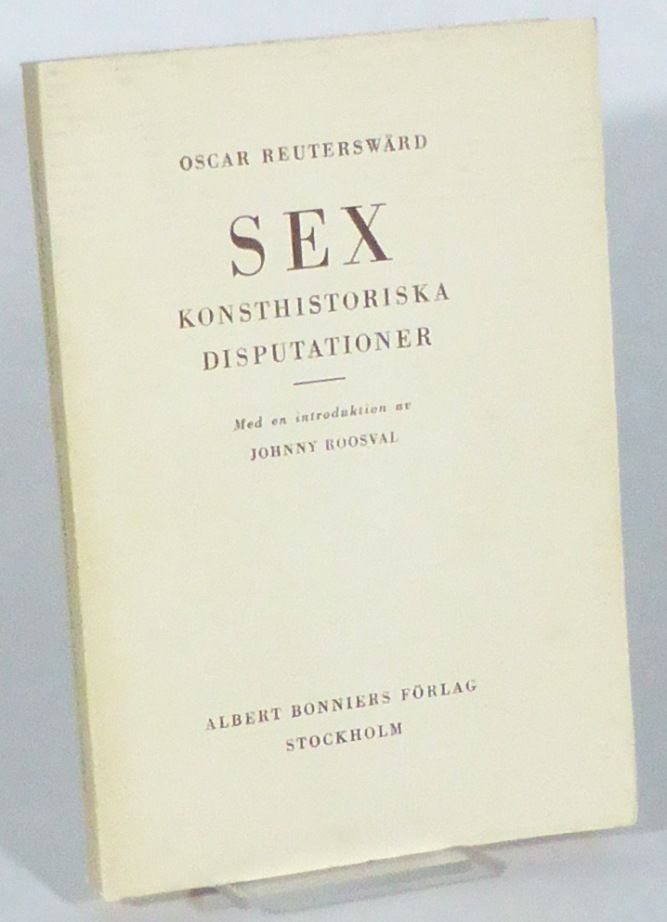 OSCAR REUTERSWÄRD
SEX
KONSTHISTORISKA
DISPUTATIONER
Med en introduktion av
JOHNNY ROOSVAL
ALBERT BONNIERS FÖRLAG
STOCKHOLM